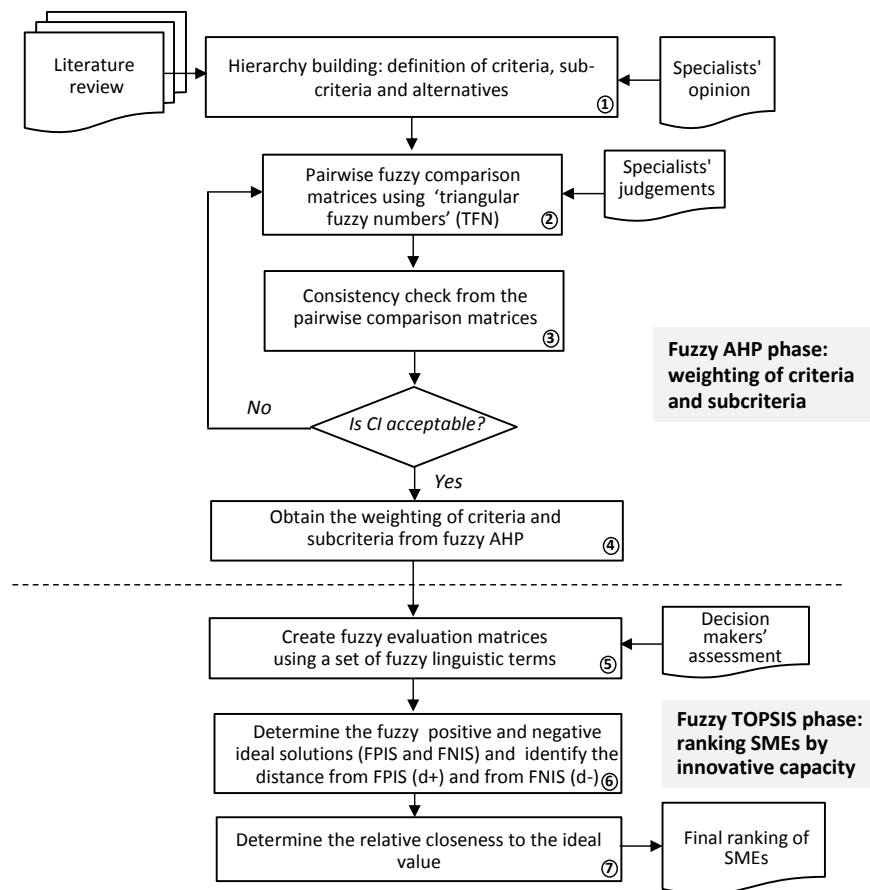 Literature
review
Hierarchy building: definition of criteria, sub-
criteria and alternatives
①
Specialists'
opinion
Pairwise fuzzy comparison
matrices using ‘triangular
fuzzy numbers’ (TFN)
②
Specialists'
judgements
Consistency check from the
pairwise comparison matrices
③
Fuzzy AHP phase:
weighting of criteria
and subcriteria
No
Is CI acceptable?
Yes
Obtain the weighting of criteria and
subcriteria from fuzzy AHP
④
Create fuzzy evaluation matrices
using a set of fuzzy linguistic terms
⑤
Decision
makers’
assessment
Determine the fuzzy positive and negative
ideal solutions (FPIS and FNIS) and identify the
distance from FPIS (d+) and from FNIS (d-)
⑥
Fuzzy TOPSIS phase:
ranking SMEs by
innovative capacity
Determine the relative closeness to the ideal
value
⑦
Final ranking of
SMEs